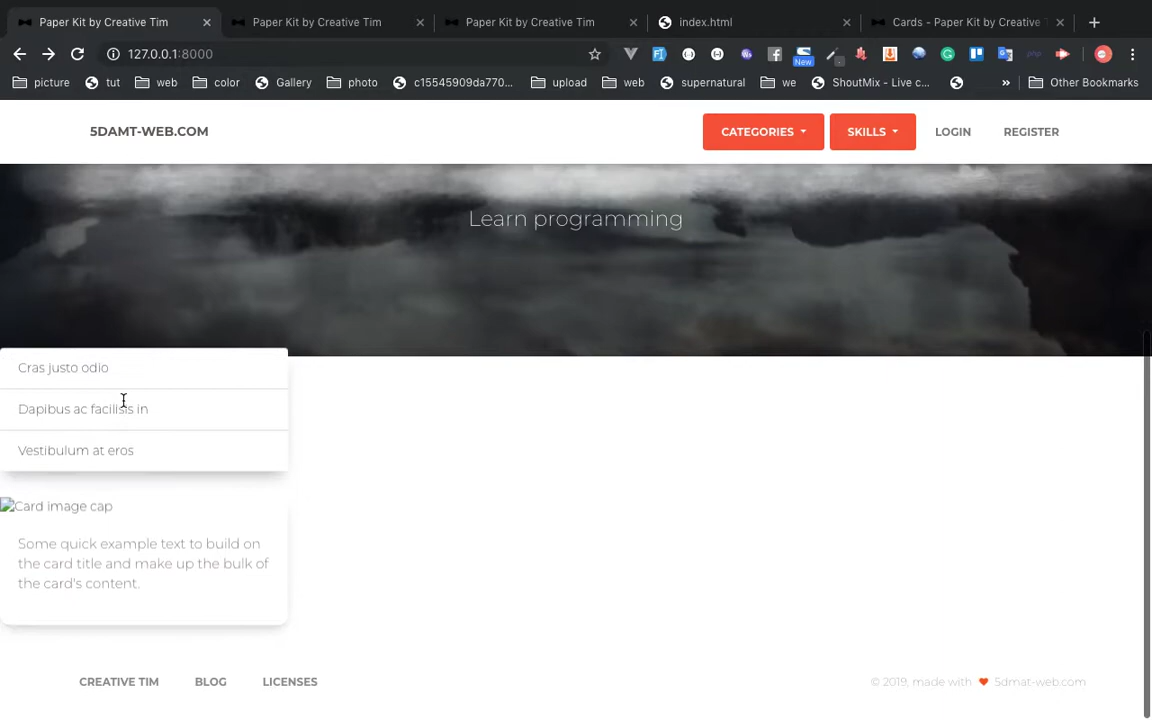 Paper Kit by Creative Tim
Paper Kit by Creative Tim
Paper Kit by Creative Tim
index.html
Cards - Paper Kit by Creative
127.0.0.1:8000
New
picture
tut
web
color
Gallery
photo
c15545909da770...
upload
web
supernatural
we
ShoutMix - Live c...
»
Other Bookmarks
5DAMT-WEB.COM
CATEGORIES
SKILLS
LOGIN
REGISTER
Learn programming
Cras justo odio
Dapibus ac facilisis in
Vestibulum at eros
Card image cap
Some quick example text to build on
the card title and make up the bulk of
the card's content.
CREATIVE TIM
BLOG
LICENSES
© 2019, made with ♥ 5dmat-web.com